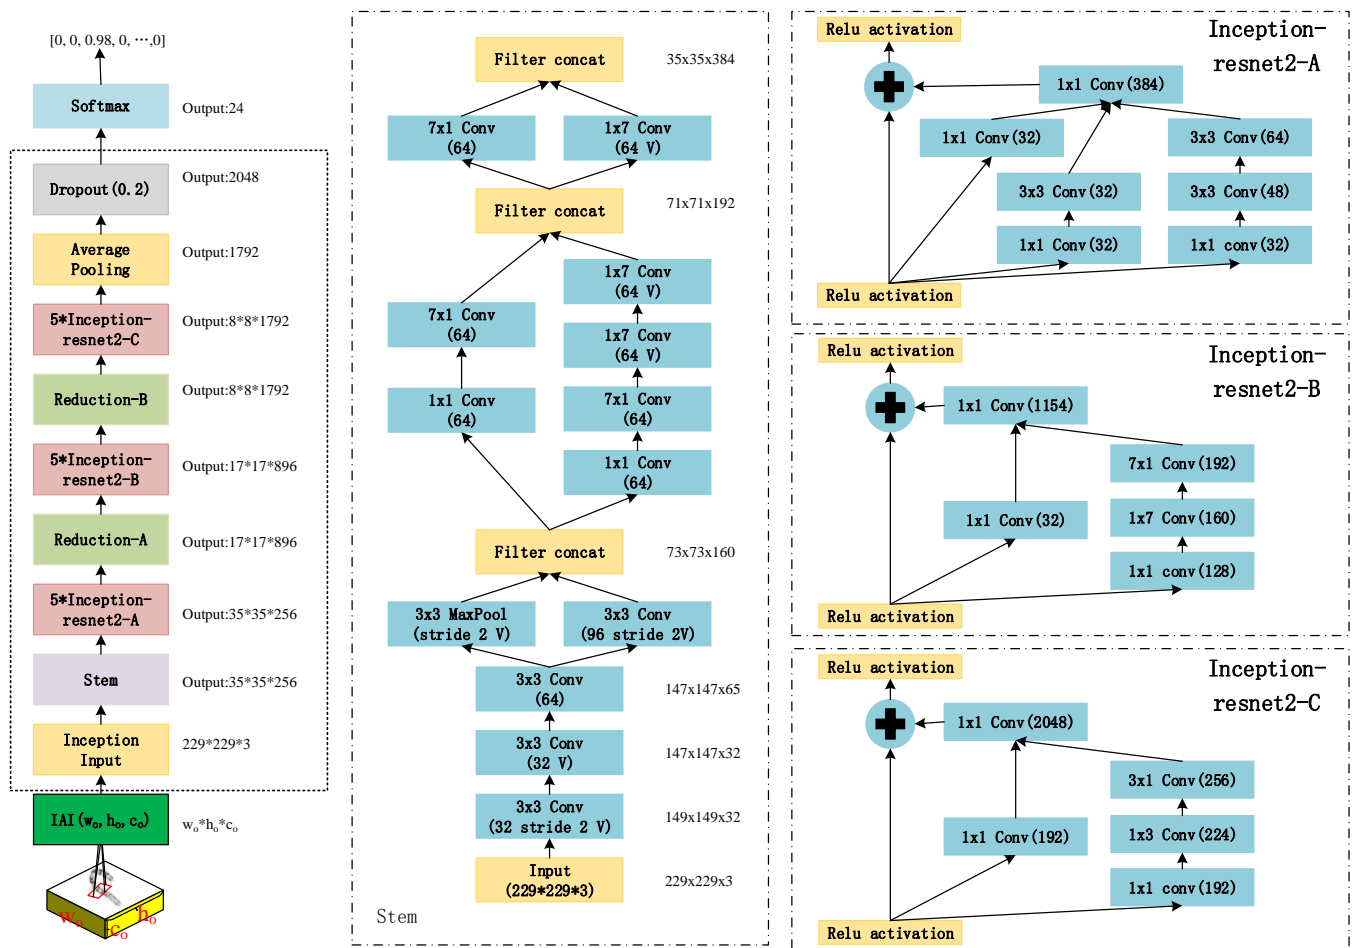 [0, 0, 0.98, 0, ···,0]
Softmax
Output:24
Dropout(0.2)
Output:2048
Average
Pooling
Output:1792
5*Inception-
resnet2-C
Output:8*8*1792
Reduction-B
Output:8*8*1792
5*Inception-
resnet2-B
Output:17*17*896
Reduction-A
Output:17*17*896
5*Inception-
resnet2-A
Output:35*35*256
Stem
Output:35*35*256
Inception
Input
229*229*3
IAI(wo,ho,co)
wo*ho*co
wo
ho
co
Filter concat
35x35x384
7x1 Conv
(64)
1x7 Conv
(64 V)
Filter concat
71x71x192
1x7 Conv
(64 V)
7x1 Conv
(64)
1x7 Conv
(64 V)
1x1 Conv
(64)
7x1 Conv
(64)
1x1 Conv
(64)
Filter concat
73x73x160
3x3 MaxPool
(stride 2 V)
3x3 Conv
(96 stride 2V)
3x3 Conv
(64)
147x147x65
3x3 Conv
(32 V)
147x147x32
3x3 Conv
(32 stride 2 V)
149x149x32
Input
(229*229*3)
229x229x3
Stem
Inception-
resnet2-A
Relu activation
1x1 Conv(384)
1x1 Conv(32)
3x3 Conv(64)
3x3 Conv(32)
3x3 Conv(48)
1x1 Conv(32)
1x1 conv(32)
Relu activation
Inception-
resnet2-B
Relu activation
1x1 Conv(1154)
7x1 Conv(192)
1x1 Conv(32)
1x7 Conv(160)
1x1 conv(128)
Relu activation
Inception-
resnet2-C
Relu activation
1x1 Conv(2048)
3x1 Conv(256)
1x1 Conv(192)
1x3 Conv(224)
1x1 conv(192)
Relu activation